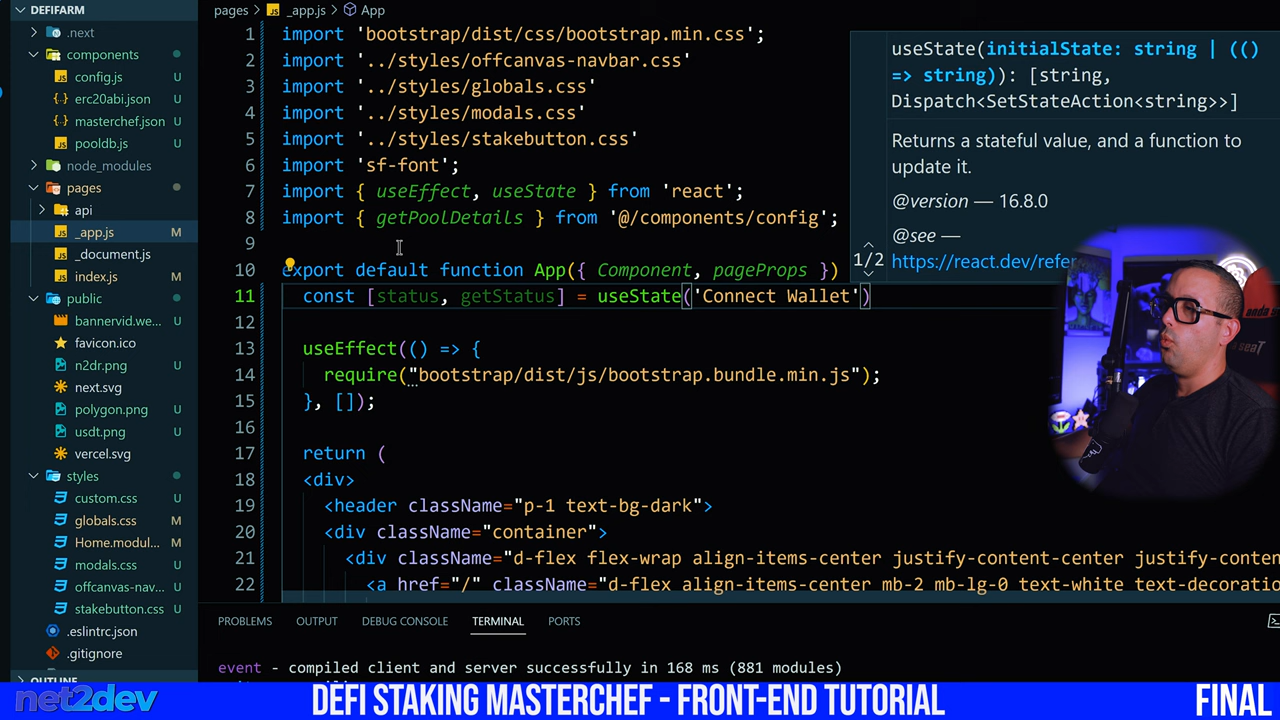 DEFIFARM
.next
components
config.js
erc20abi.json U
masterchef.json U
pooldb.js U
node_modules
pages
api
_app.js M
_document.js
index.js M
public
bannervid.we... U
favicon.ico
n2dr.png U
next.svg
polygon.png U
usdt.png U
vercel.svg
styles
custom.css U
globals.css M
Home.modul... M
modals.css U
offcanvas-nav... U
stakebutton.css U
.eslintrc.json
.gitignore
OUTLINE
pages > _app.js > App
1 import 'bootstrap/dist/css/bootstrap.min.css';
2 import '../styles/offcanvas-navbar.css'
3 import '../styles/globals.css'
4 import '../styles/modals.css'
5 import '../styles/stakebutton.css'
6 import 'sf-font';
7 import { useEffect, useState } from 'react';
8 import { getPoolDetails } from '@/components/config';
9
10 export default function App({ Component, pageProps })
11 const [status, getStatus] = useState('Connect Wallet')
12
13 useEffect(() => {
14 require("bootstrap/dist/js/bootstrap.bundle.min.js");
15 }, []);
16
17 return (
18 <div>
19 <header className="p-1 text-bg-dark">
20 <div className="container">
21 <div className="d-flex flex-wrap align-items-center justify-content-center justify-conten
22 <a href="/" className="d-flex align-items-center mb-2 mb-lg-0 text-white text-decoratio
useState(initialState: string | (()
=> string)): [string,
Dispatch<SetStateAction<string>>]
Returns a stateful value, and a function to
update it.
@version — 16.8.0
@see —
1/2
https://react.dev/refer
PROBLEMS OUTPUT DEBUG CONSOLE TERMINAL PORTS
event - compiled client and server successfully in 168 ms (881 modules)
net2dev
DEFI STAKING MASTERCHEF - FRONT-END TUTORIAL
FINAL